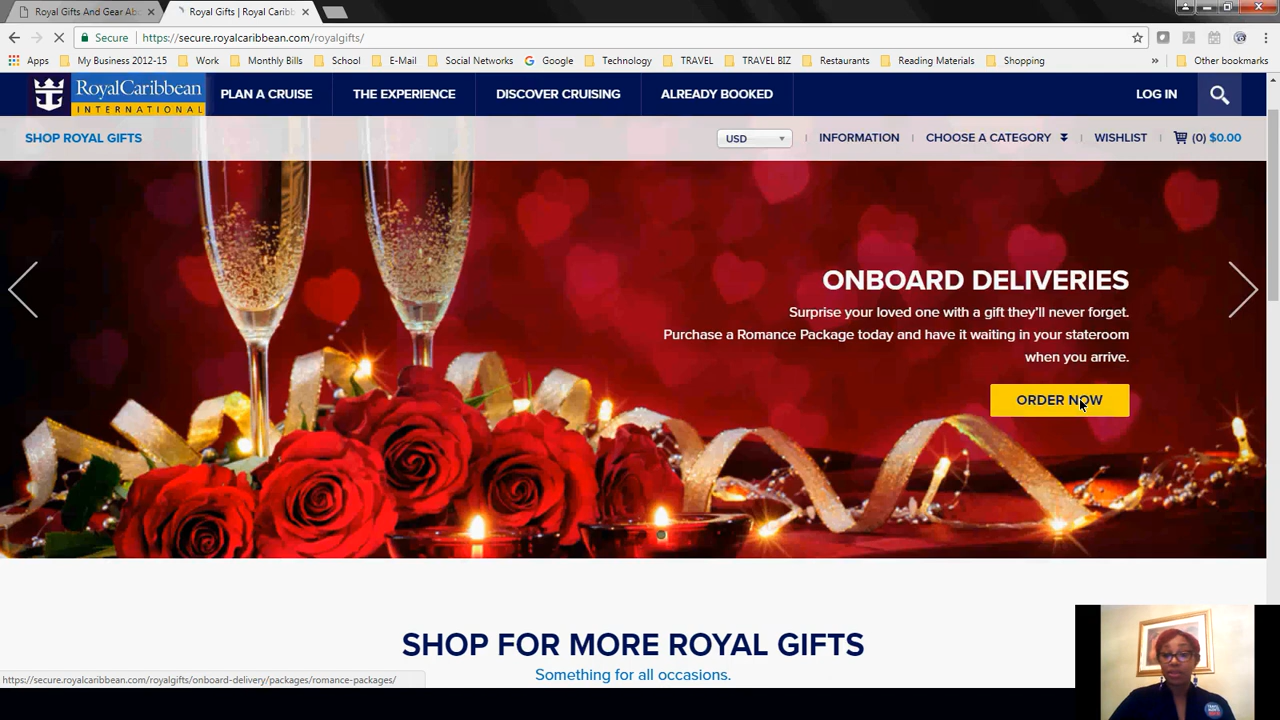 Royal Gifts And Gear Abo
Royal Gifts | Royal Caribb
Secure
https://secure.royalcaribbean.com/royalgifts/
Apps
My Business 2012-15
Work
Monthly Bills
School
E-Mail
Social Networks
Google
Technology
TRAVEL
TRAVEL BIZ
Restaurants
Reading Materials
Shopping
»
Other bookmarks
RoyalCaribbean
INTERNATIONAL
PLAN A CRUISE
THE EXPERIENCE
DISCOVER CRUISING
ALREADY BOOKED
LOG IN
SHOP ROYAL GIFTS
USD
INFORMATION
CHOOSE A CATEGORY
WISHLIST
(0) $0.00
ONBOARD DELIVERIES
Surprise your loved one with a gift they'll never forget.
Purchase a Romance Package today and have it waiting in your stateroom
when you arrive.
ORDER NOW
SHOP FOR MORE ROYAL GIFTS
Something for all occasions.
https://secure.royalcaribbean.com/royalgifts/onboard-delivery/packages/romance-packages/